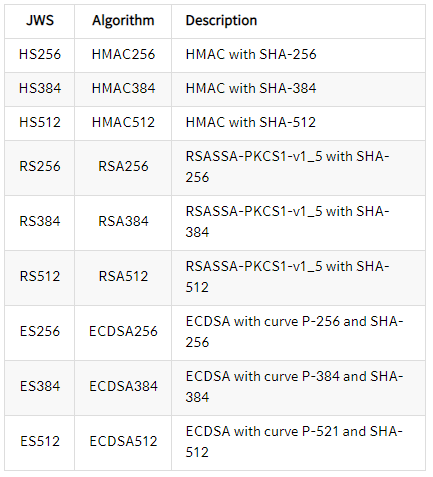 JWS Algorithm Description
HS256 HMAC256 HMAC with SHA-256
HS384 HMAC384 HMAC with SHA-384
HS512 HMAC512 HMAC with SHA-512
RS256 RSA256 RSASSA-PKCS1-v1_5 with SHA-
256
RS384 RSA384 RSASSA-PKCS1-v1_5 with SHA-
384
RS512 RSA512 RSASSA-PKCS1-v1_5 with SHA-
512
ES256 ECDSA256 ECDSA with curve P-256 and SHA-
256
ES384 ECDSA384 ECDSA with curve P-384 and SHA-
384
ES512 ECDSA512 ECDSA with curve P-521 and SHA-
512